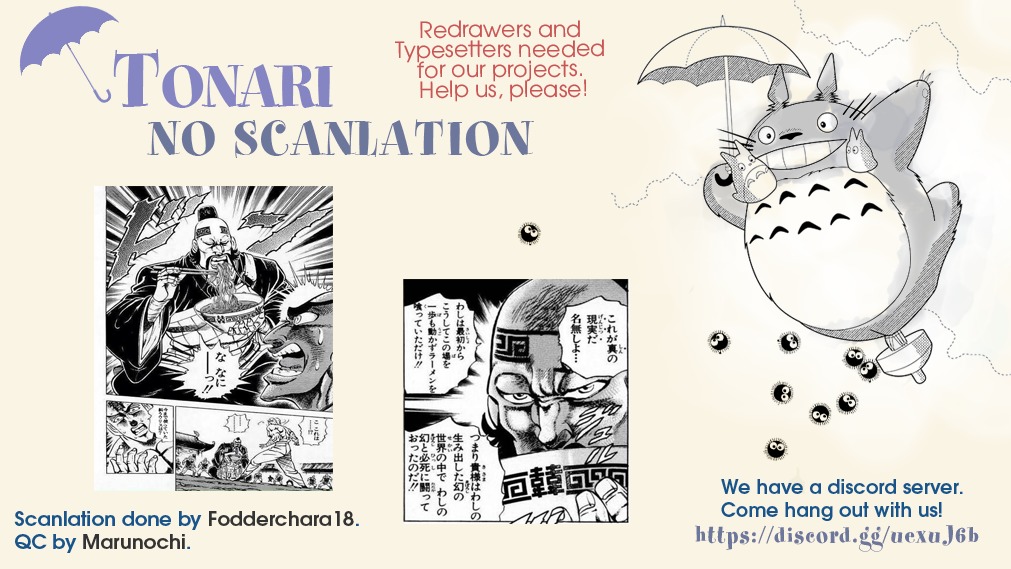 TONARI
NO SCANLATION
Redrawers and
Typesetters needed
for our projects.
Help us, please!
な なに
―――っ!!
こ これは
―――!?
これが真の
現実だ
名無しよ…
わしは最初から
こうしてこの場を
一歩も動かずラーメンを
喰っていただけ!!
つまり貴様はわしの
生み出した幻の
世界の中で わしの
幻と必死に闘って
おったのだ!!
韓
Scanlation done by Fodderchara18.
QC by Marunochi.
We have a discord server.
Come hang out with us!
https://discord.gg/uexuJ6b